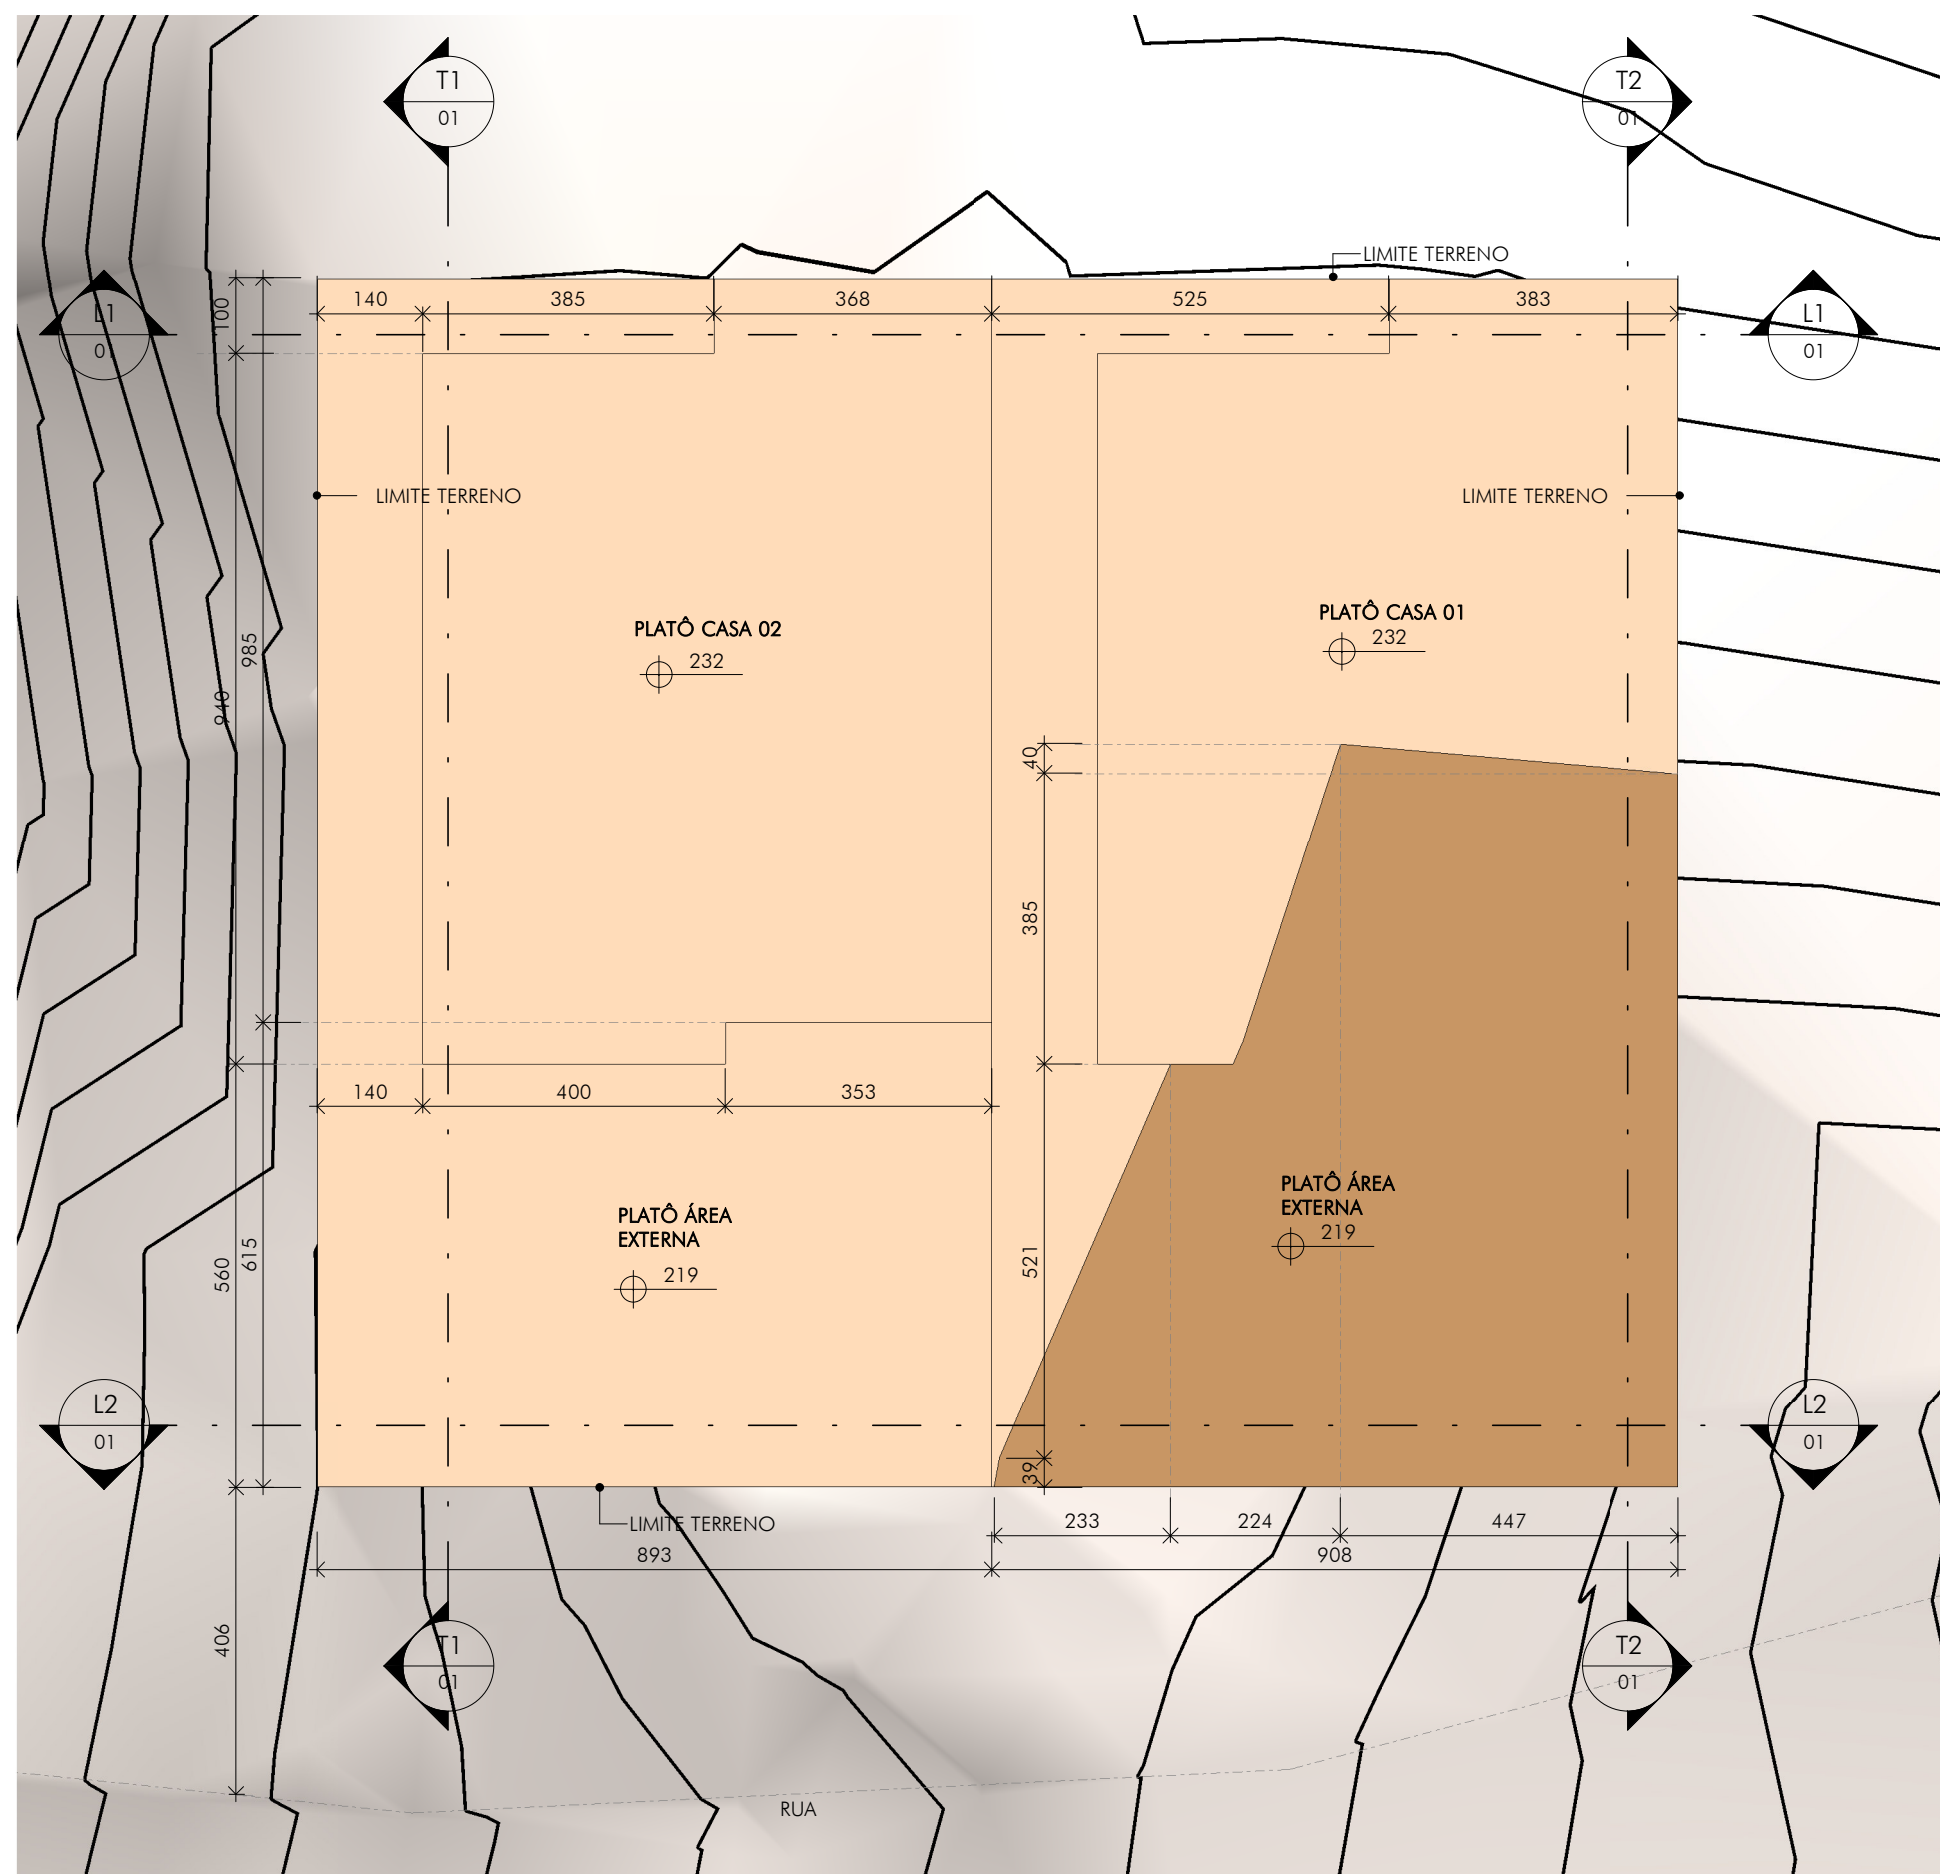 T1
01
T2
01
LIMITE TERRENO
140
385
368
525
383
100
L1
01
L1
01
LIMITE TERRENO
LIMITE TERRENO
PLATÔ CASA 02
232
PLATÔ CASA 01
232
985
940
40
385
140
400
353
PLATÔ ÁREA
EXTERNA
219
PLATÔ ÁREA
EXTERNA
219
560
615
521
39
L2
01
L2
01
LIMITE TERRENO
233
224
447
893
908
406
T1
01
T2
01
RUA